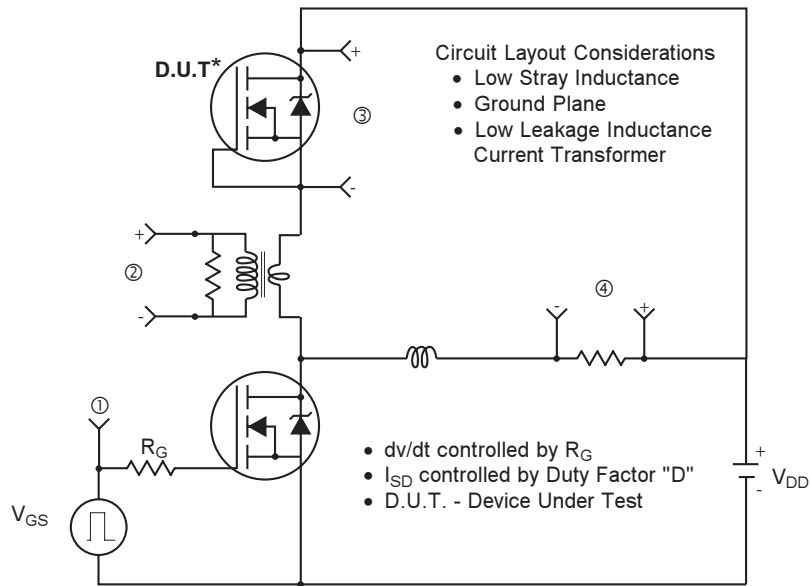 D.U.T*
+
③
-
Circuit Layout Considerations
• Low Stray Inductance
• Ground Plane
• Low Leakage Inductance
Current Transformer
+
②
-
-
④
+
①
R_G
V_GS
• dv/dt controlled by R_G
• I_SD controlled by Duty Factor "D"
• D.U.T. - Device Under Test
+
V_DD
-